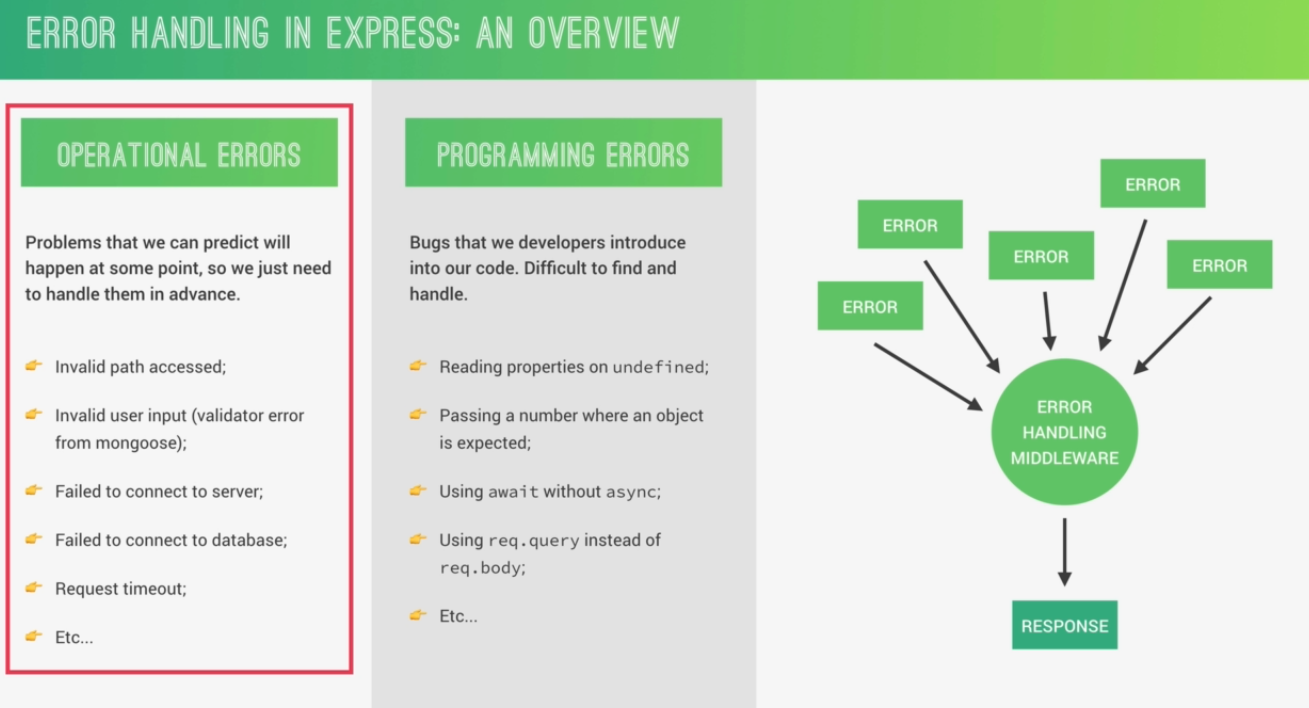 ERROR HANDLING IN EXPRESS: AN OVERVIEW
OPERATIONAL ERRORS
Problems that we can predict will
happen at some point, so we just need
to handle them in advance.
👉 Invalid path accessed;
👉 Invalid user input (validator error
from mongoose);
👉 Failed to connect to server;
👉 Failed to connect to database;
👉 Request timeout;
👉 Etc...
PROGRAMMING ERRORS
Bugs that we developers introduce
into our code. Difficult to find and
handle.
👉 Reading properties on undefined;
👉 Passing a number where an object
is expected;
👉 Using await without async;
👉 Using req.query instead of
req.body;
👉 Etc...
ERROR
ERROR
ERROR
ERROR
ERROR
ERROR
HANDLING
MIDDLEWARE
RESPONSE